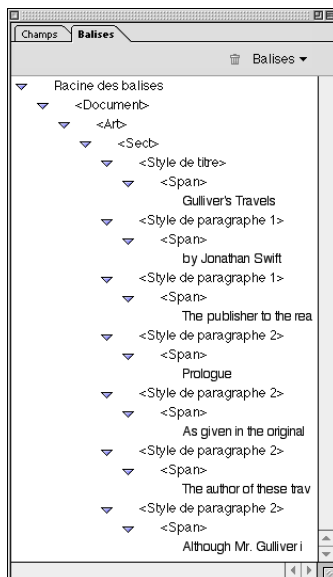 Champs Balises
Balises
Racine des balises
<Document>
<Art>
<Sect>
<Style de titre>
<Span>
Gulliver's Travels
<Style de paragraphe 1>
<Span>
by Jonathan Swift
<Style de paragraphe 1>
<Span>
The publisher to the rea
<Style de paragraphe 2>
<Span>
Prologue
<Style de paragraphe 2>
<Span>
As given in the original
<Style de paragraphe 2>
<Span>
The author of these trav
<Style de paragraphe 2>
<Span>
Although Mr. Gulliver i